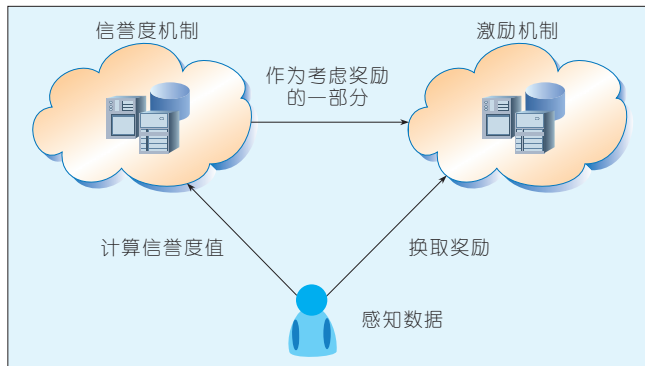 信誉度机制
激励机制
作为考虑奖励
的一部分
计算信誉度值
换取奖励
感知数据